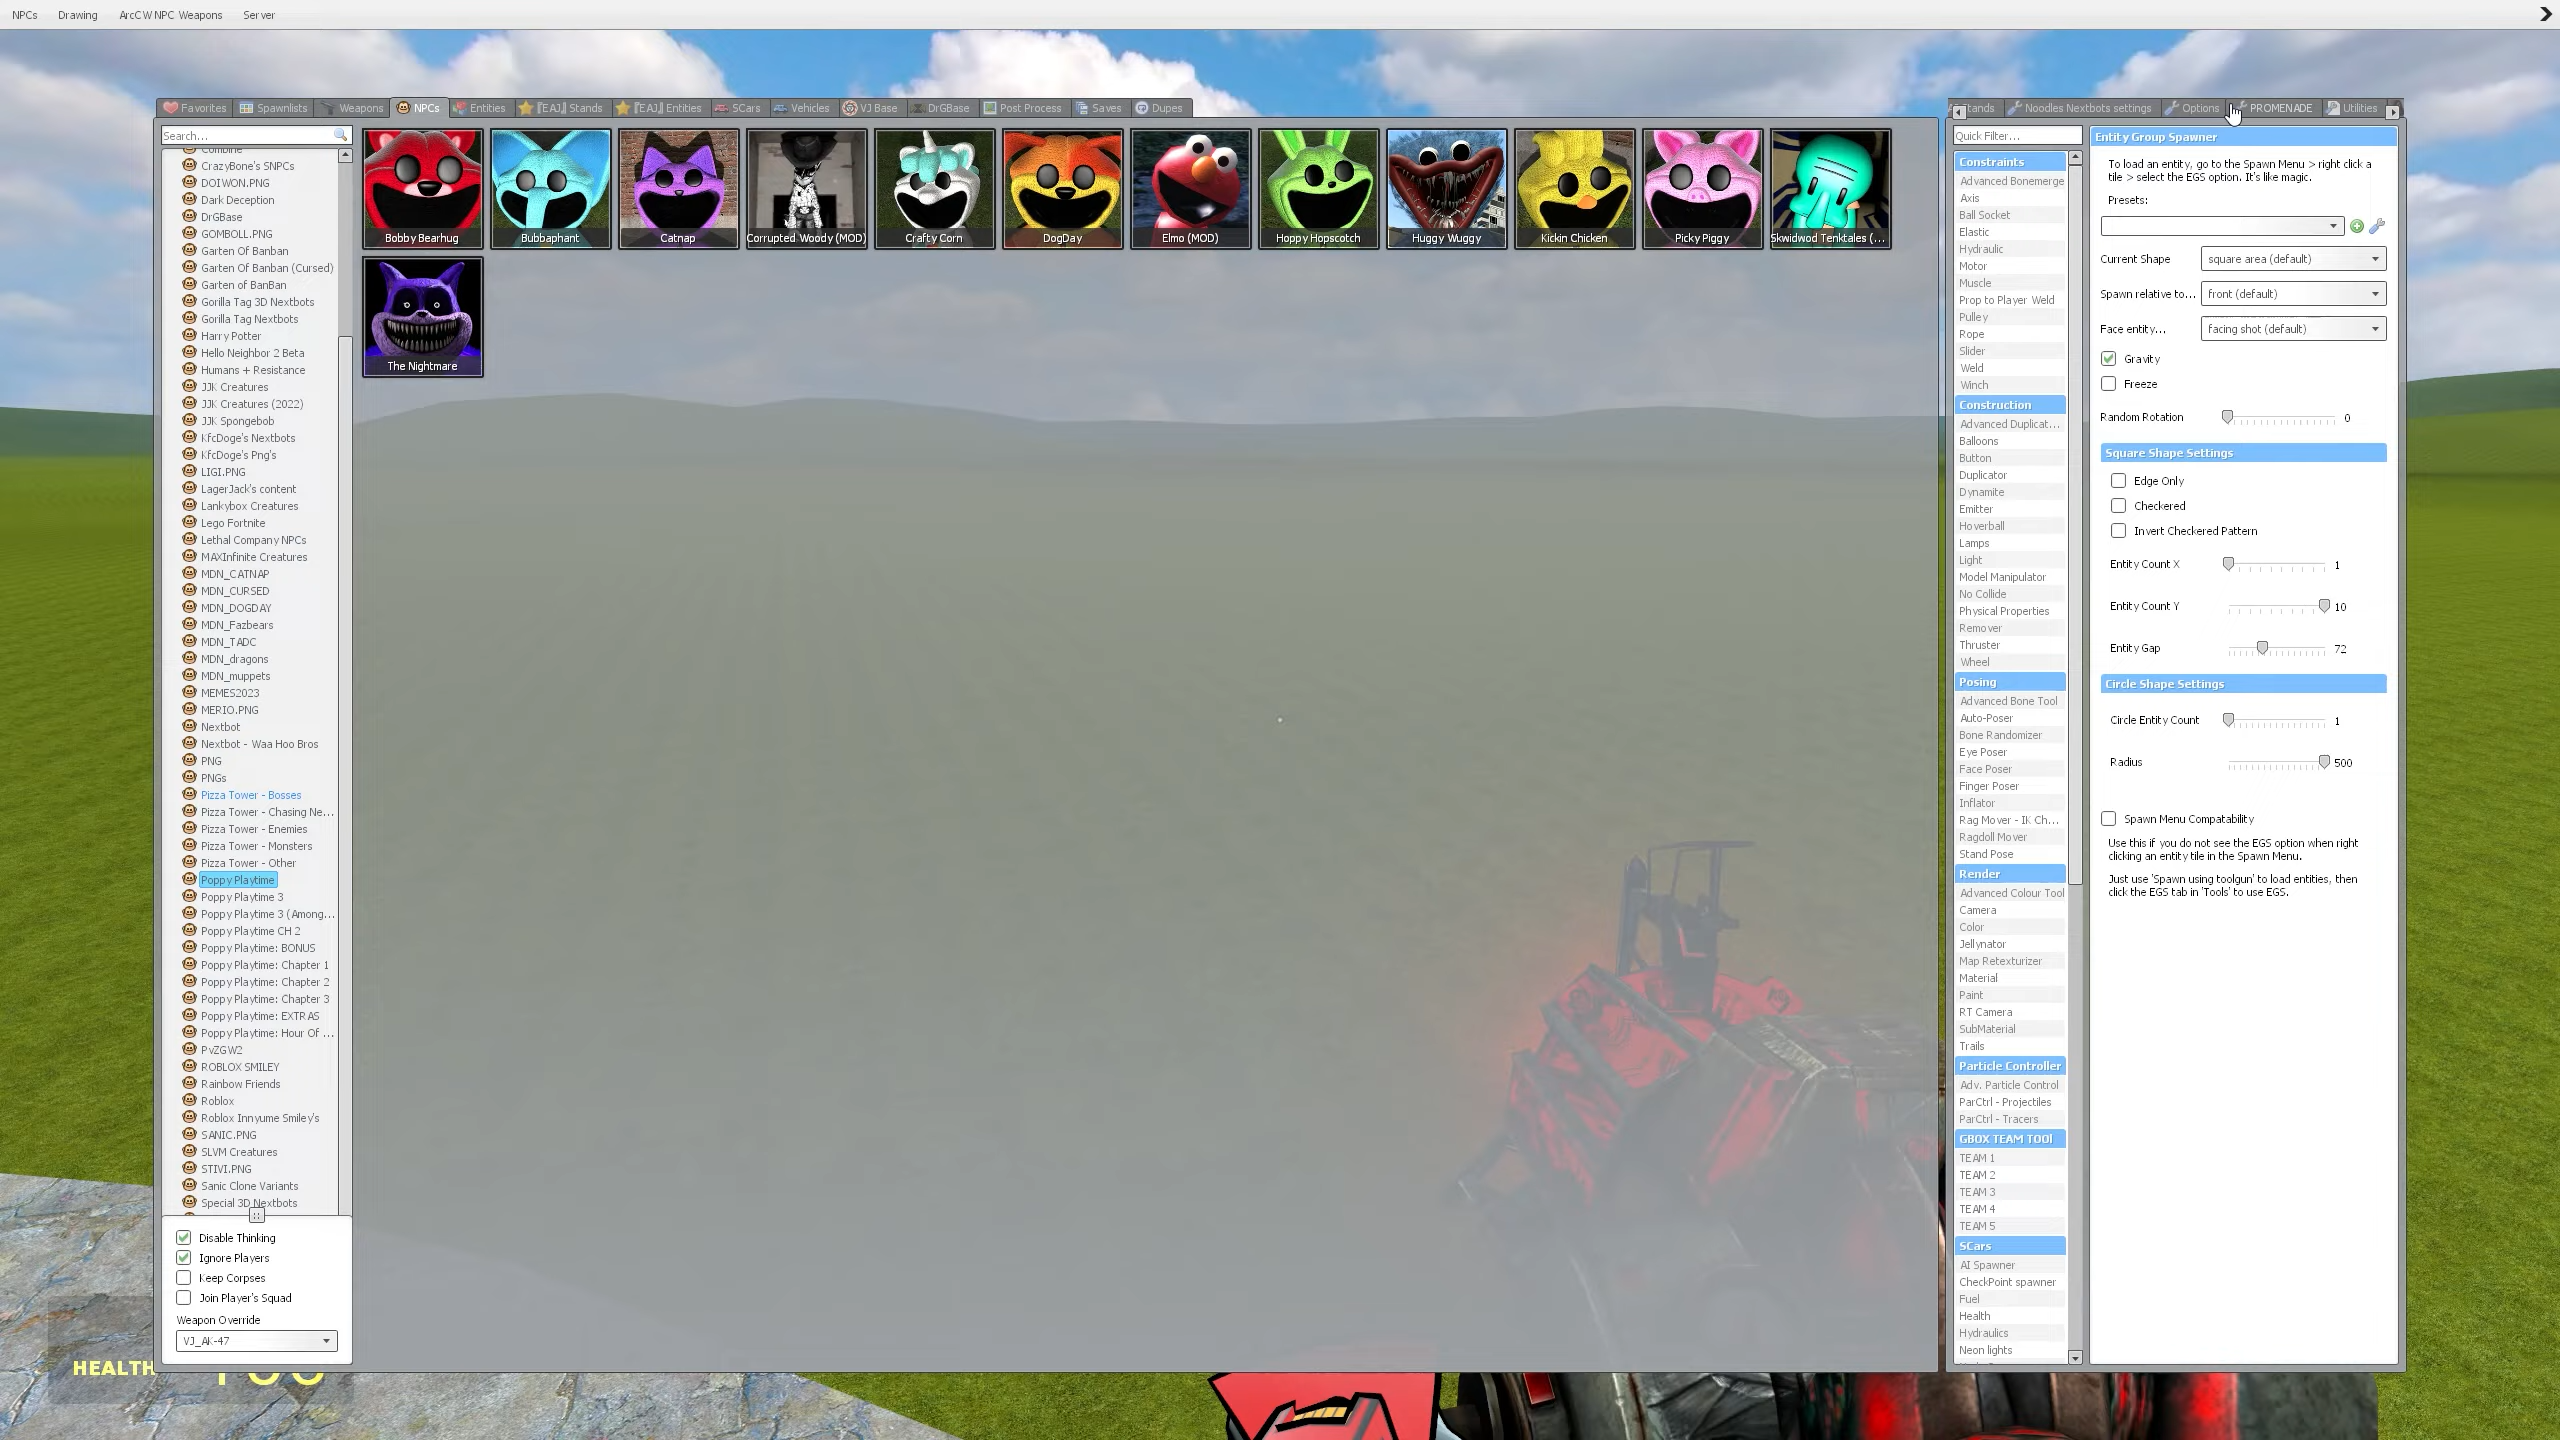 NPCs Drawing ArcCW NPC Weapons Server
Favorites Spawnlists Weapons NPCs Entities 『EAJ』 Stands 『EAJ』 Entities SCars Vehicles VJ Base DrGBase Post Process Saves Dupes
Stands Noodles Nextbots settings Options PROMENADE Utilities
Search...
CrazyBone's SNPCs
DOIWON.PNG
Dark Deception
DrGBase
GOMBOLL.PNG
Garten Of Banban
Garten Of Banban (Cursed)
Garten of BanBan
Gorilla Tag 3D Nextbots
Gorilla Tag Nextbots
Harry Potter
Hello Neighbor 2 Beta
Humans + Resistance
JJK Creatures
JJK Creatures (2022)
JJK Spongebob
KfcDoge's Nextbots
KfcDoge's Png's
LIGI.PNG
LagerJack's content
Lankybox Creatures
Lego Fortnite
Lethal Company NPCs
MAXInfinite Creatures
MDN_CATNAP
MDN_CURSED
MDN_DOGDAY
MDN_Fazbears
MDN_TADC
MDN_dragons
MDN_muppets
MEMES2023
MERIO.PNG
Nextbot
Nextbot - Waa Hoo Bros
PNG
PNGs
Pizza Tower - Bosses
Pizza Tower - Chasing Ne...
Pizza Tower - Enemies
Pizza Tower - Monsters
Pizza Tower - Other
Poppy Playtime
Poppy Playtime 3
Poppy Playtime 3 (Among...
Poppy Playtime CH 2
Poppy Playtime: BONUS
Poppy Playtime: Chapter 1
Poppy Playtime: Chapter 2
Poppy Playtime: Chapter 3
Poppy Playtime: EXTRAS
Poppy Playtime: Hour Of ...
PvZGW2
ROBLOX SMILEY
Rainbow Friends
Roblox
Roblox Innyume Smiley's
SANIC.PNG
SLVM Creatures
STIVI.PNG
Sanic Clone Variants
Special 3D Nextbots
Disable Thinking
Ignore Players
Keep Corpses
Join Player's Squad
Weapon Override
VJ_AK-47
HEALTH 100
Bobby Bearhug Bubbaphant Catnap Corrupted Woody (MOD) Crafty Corn DogDay Elmo (MOD) Hoppy Hopscotch Huggy Wuggy Kickin Chicken Picky Piggy Skwidwod Tenktales (...
The Nightmare
Quick Filter...
Constraints
Advanced Bonemerge
Axis
Ball Socket
Elastic
Hydraulic
Motor
Muscle
Prop to Player Weld
Pulley
Rope
Slider
Weld
Winch
Construction
Advanced Duplicat...
Balloons
Button
Duplicator
Dynamite
Emitter
Hoverball
Lamps
Light
Model Manipulator
No Collide
Physical Properties
Remover
Thruster
Wheel
Posing
Advanced Bone Tool
Auto-Poser
Bone Randomizer
Eye Poser
Face Poser
Finger Poser
Inflator
Rag Mover - IK Ch...
Ragdoll Mover
Stand Pose
Render
Advanced Colour Tool
Camera
Color
Jellynator
Map Retexturizer
Material
Paint
RT Camera
SubMaterial
Trails
Particle Controller
Adv. Particle Control
ParCtrl - Projectiles
ParCtrl - Tracers
GBOX TEAM TOOl
TEAM 1
TEAM 2
TEAM 3
TEAM 4
TEAM 5
SCars
AI Spawner
CheckPoint spawner
Fuel
Health
Hydraulics
Neon lights
Entity Group Spawner
To load an entity, go to the Spawn Menu > right click a
tile > select the EGS option. It's like magic.
Presets:
Current Shape square area (default)
Spawn relative to... front (default)
Face entity... facing shot (default)
Gravity
Freeze
Random Rotation 0
Square Shape Settings
Edge Only
Checkered
Invert Checkered Pattern
Entity Count X 1
Entity Count Y 10
Entity Gap 72
Circle Shape Settings
Circle Entity Count 1
Radius 500
Spawn Menu Compatability
Use this if you do not see the EGS option when right
clicking an entity tile in the Spawn Menu.
Just use 'Spawn using toolgun' to load entities, then
click the EGS tab in 'Tools' to use EGS.